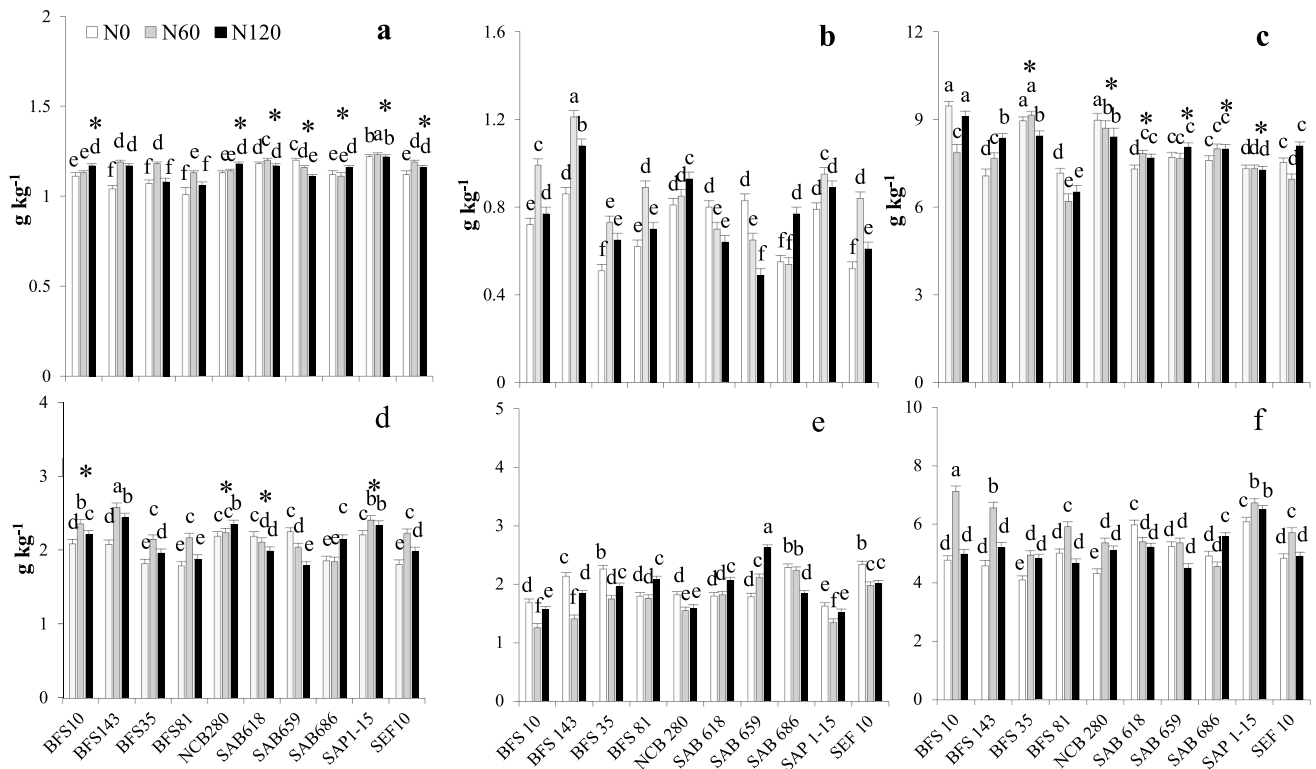 2
1.5
1
0.5
0
g kg-1
N0 N60 N120
a
e e d *
f d d
f d f
f e f
e e d *
d c d *
c d e *
e e d *
b a b *
e d d *
1.6
1.2
0.8
0.4
0
g kg-1
b
e c d
d a b
f d e
e d e
d d c
d d e
d e f
f f d
d c d
f d e
12
9
6
3
0
g kg-1
c
a c a
d c b
a a b *
d e e
a b d *
d c c *
c c c *
c c c *
d d d *
c d c
4
3
2
1
0
g kg-1
d
d b c *
d a b
d c d
e c e
c c b *
c d d *
c d e
e e c
c b b *
e c d
BFS10
BFS143
BFS35
BFS81
NCB280
SAB618
SAB659
SAB686
SAP1-15
SEF10
5
4
3
2
1
0
e
d f e
c f d
b d c
d d c
d e e
d d c
d c a
b b d
d f e
b c c
BFS 10
BFS 143
BFS 35
BFS 81
NCB 280
SAB 618
SAB 659
SAB 686
SAP 1-15
SEF 10
10
8
6
4
2
0
f
d a d
d b d
e d d
d c d
e d d
c d d
d d d
d d c
c b b
d c d
BFS 10
BFS 143
BFS 35
BFS 81
NCB 280
SAB 618
SAB 659
SAB 686
SAP 1-15
SEF 10